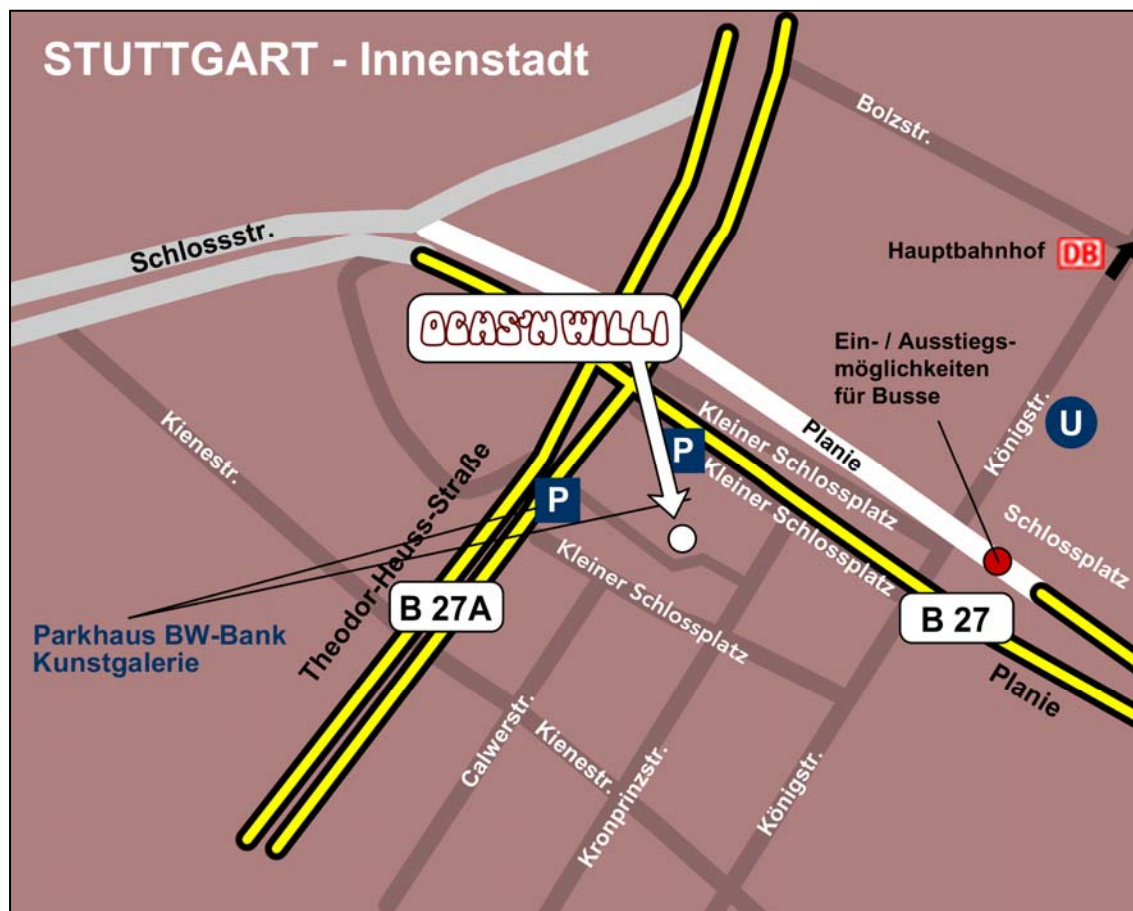 STUTTGART - Innenstadt
Bolzstr.
Schlossstr.
Hauptbahnhof DB
OCHS'N WILLI
Ein- / Ausstiegs-
möglichkeiten
für Busse
Kienestr.
Königstr.
U
Planie
Kleiner Schlossplatz
P
Kleiner Schlossplatz
P
Theodor-Heuss-Straße
Schlossplatz
Kleiner Schlossplatz
B 27A
B 27
Parkhaus BW-Bank
Kunstgalerie
Planie
Calwerstr.
Kienestr.
Kronprinzstr.
Königstr.